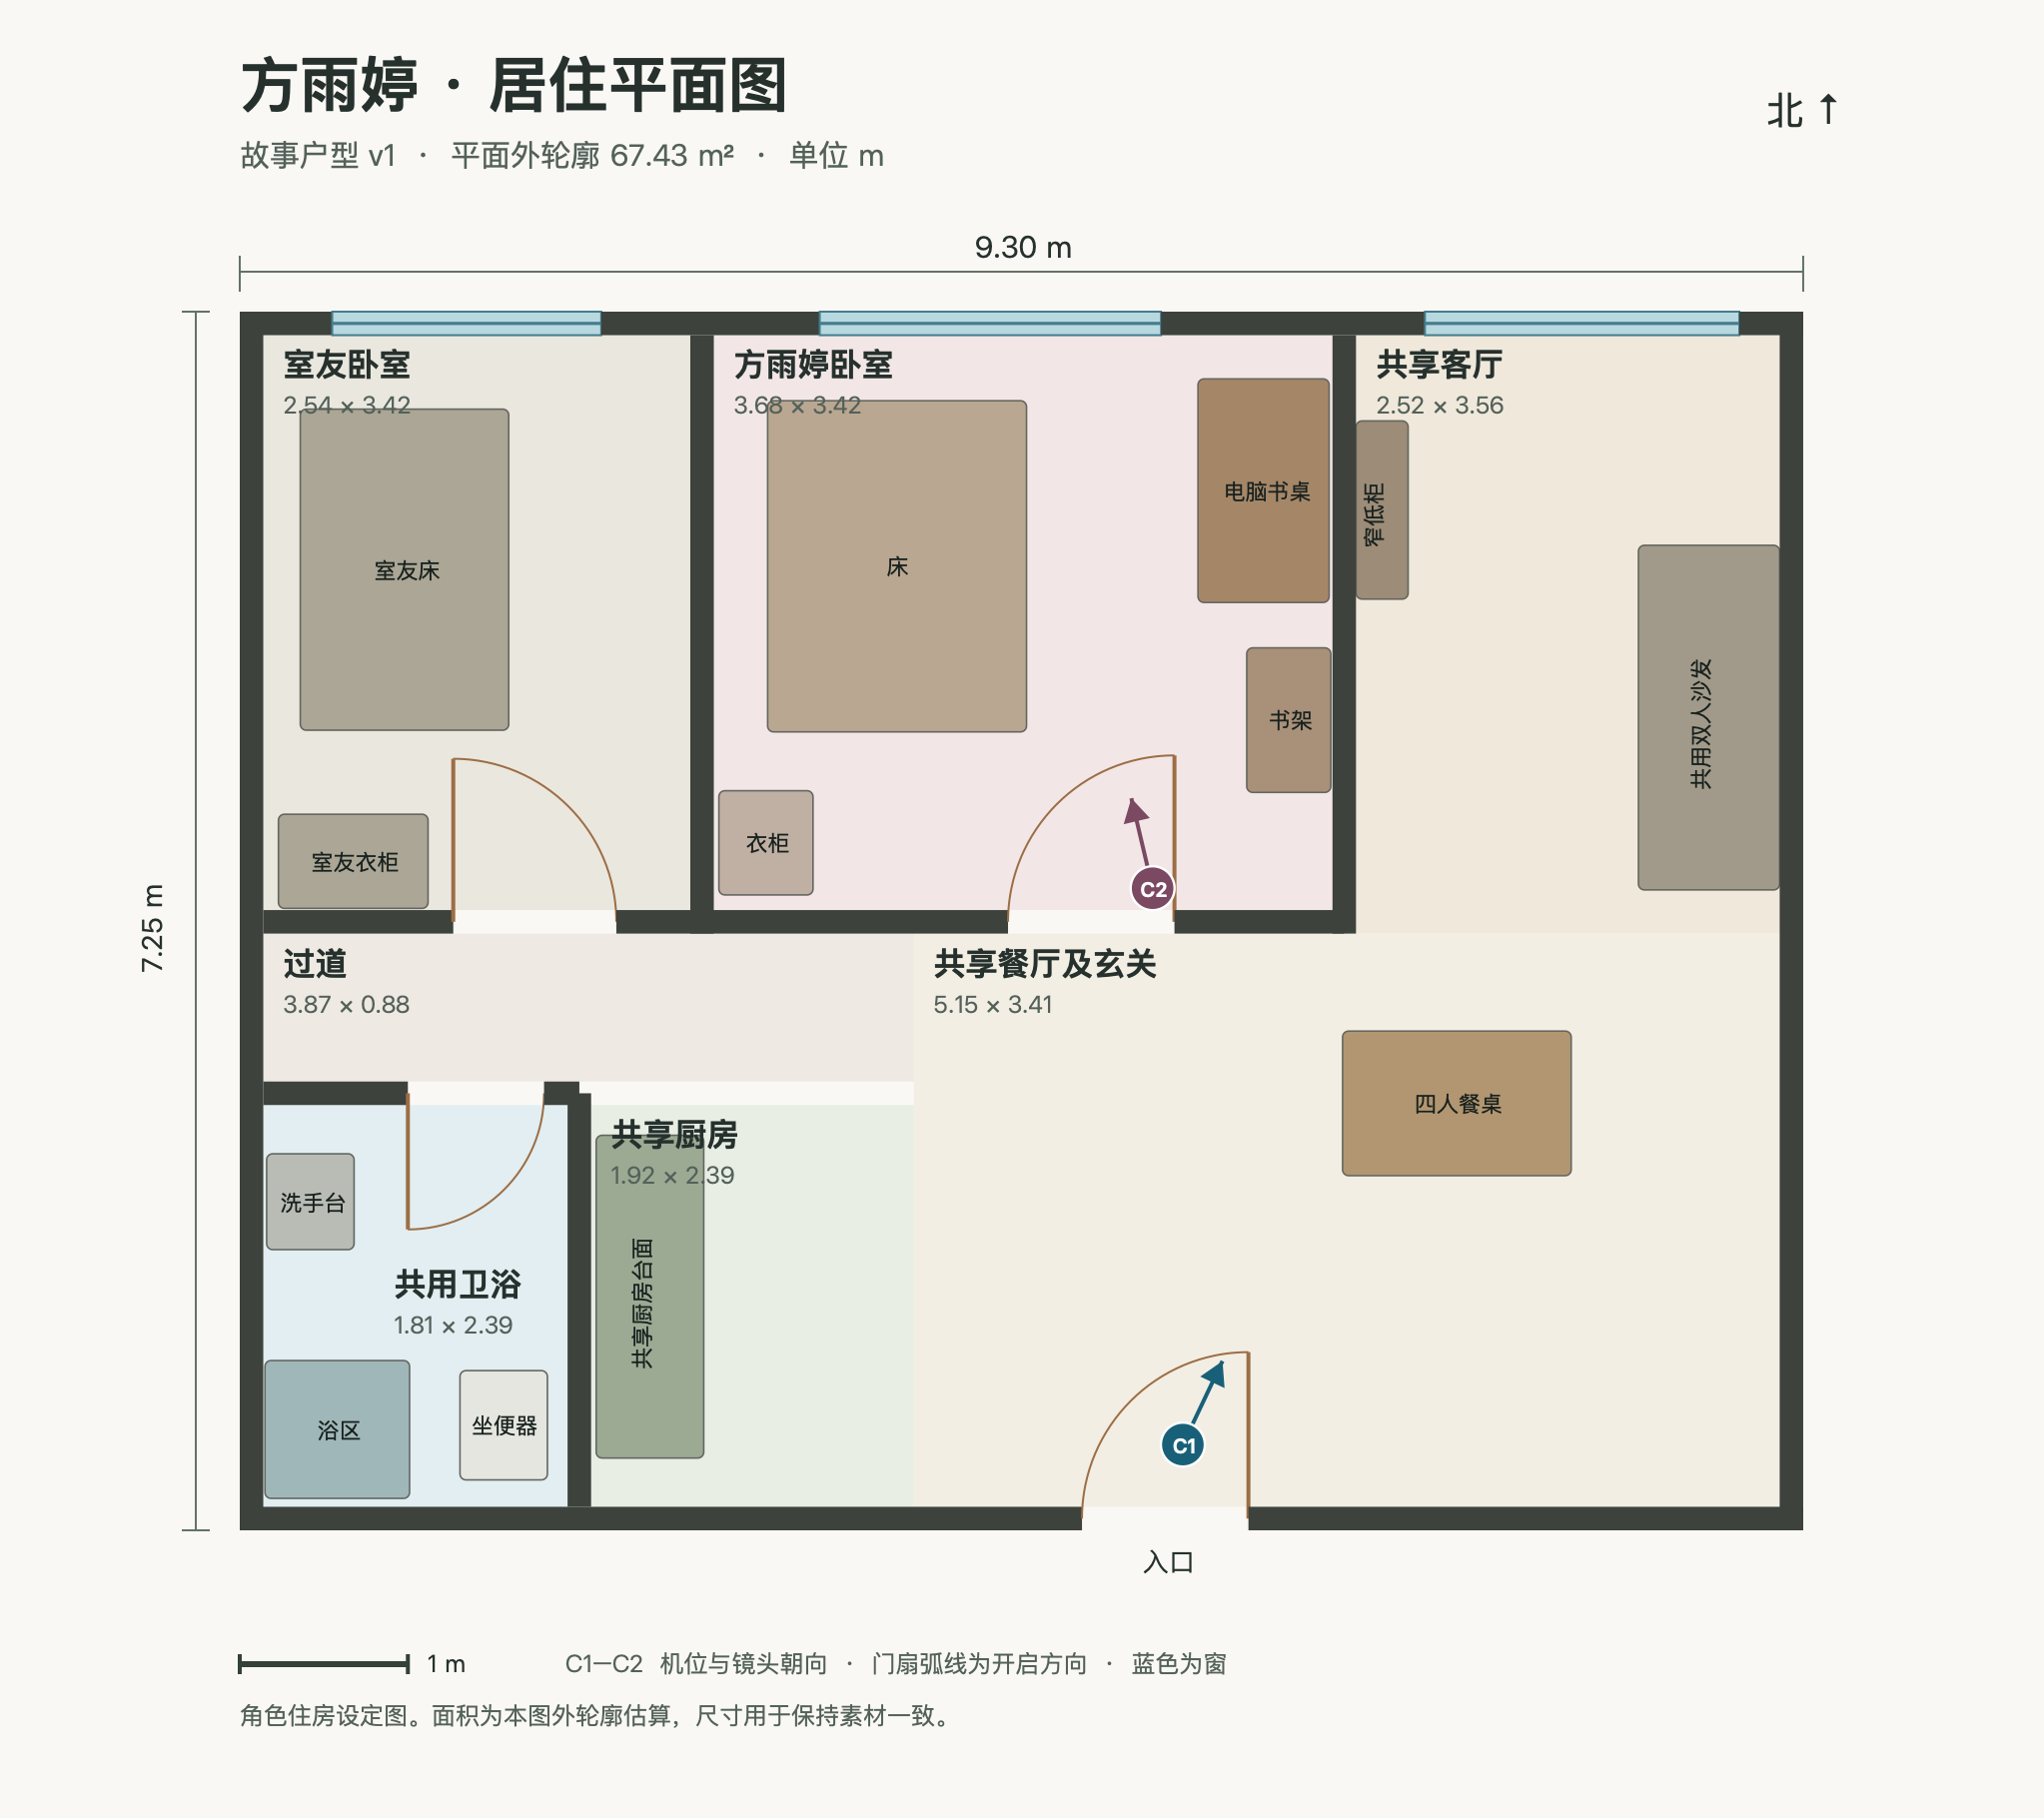 方雨婷 · 居住平面图
北 ↑
故事户型 v1 · 平面外轮廓 67.43 m² · 单位 m
9.30 m
7.25 m
室友卧室
2.54 × 3.42
室友床
室友衣柜
方雨婷卧室
3.68 × 3.42
床
电脑书桌
书架
衣柜
C2
共享客厅
2.52 × 3.56
窄低柜
共用双人沙发
过道
3.87 × 0.88
共享餐厅及玄关
5.15 × 3.41
四人餐桌
洗手台
共用卫浴
1.81 × 2.39
浴区
坐便器
共享厨房
1.92 × 2.39
共享厨房台面
C1
入口
1 m
C1—C2 机位与镜头朝向 · 门扇弧线为开启方向 · 蓝色为窗
角色住房设定图。面积为本图外轮廓估算，尺寸用于保持素材一致。